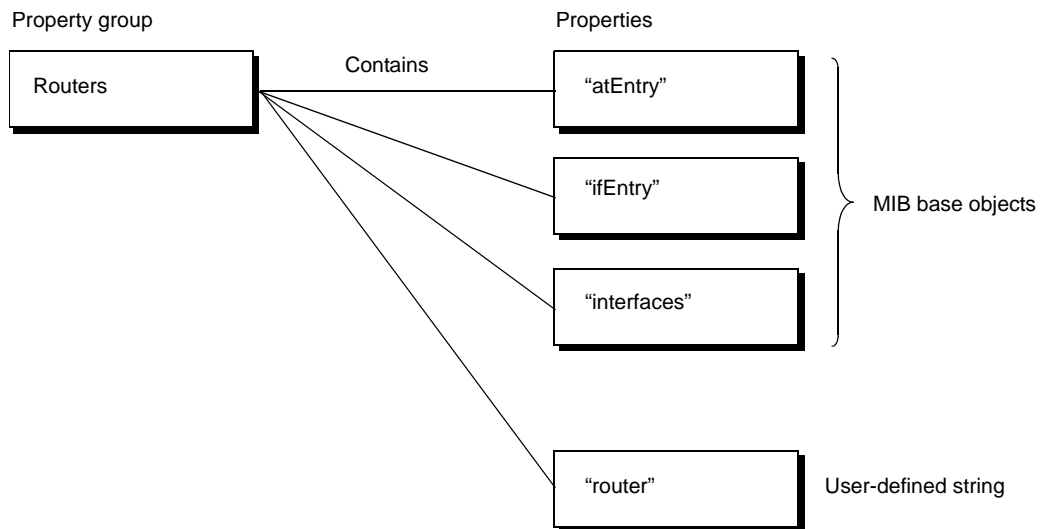 Property group
Properties
Routers
Contains
“atEntry”
“ifEntry”
MIB base objects
“interfaces”
“router”
User-defined string